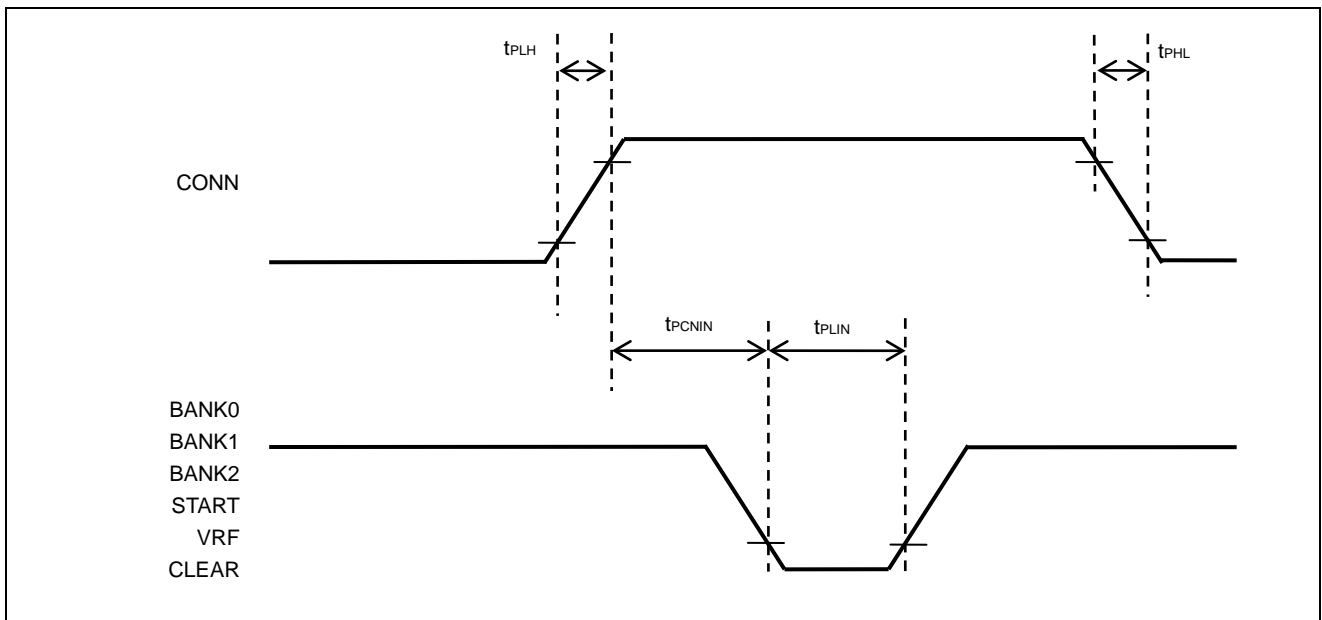 tPLH
tPHL
CONN
tPCNIN
tPLIN
BANK0
BANK1
BANK2
START
VRF
CLEAR